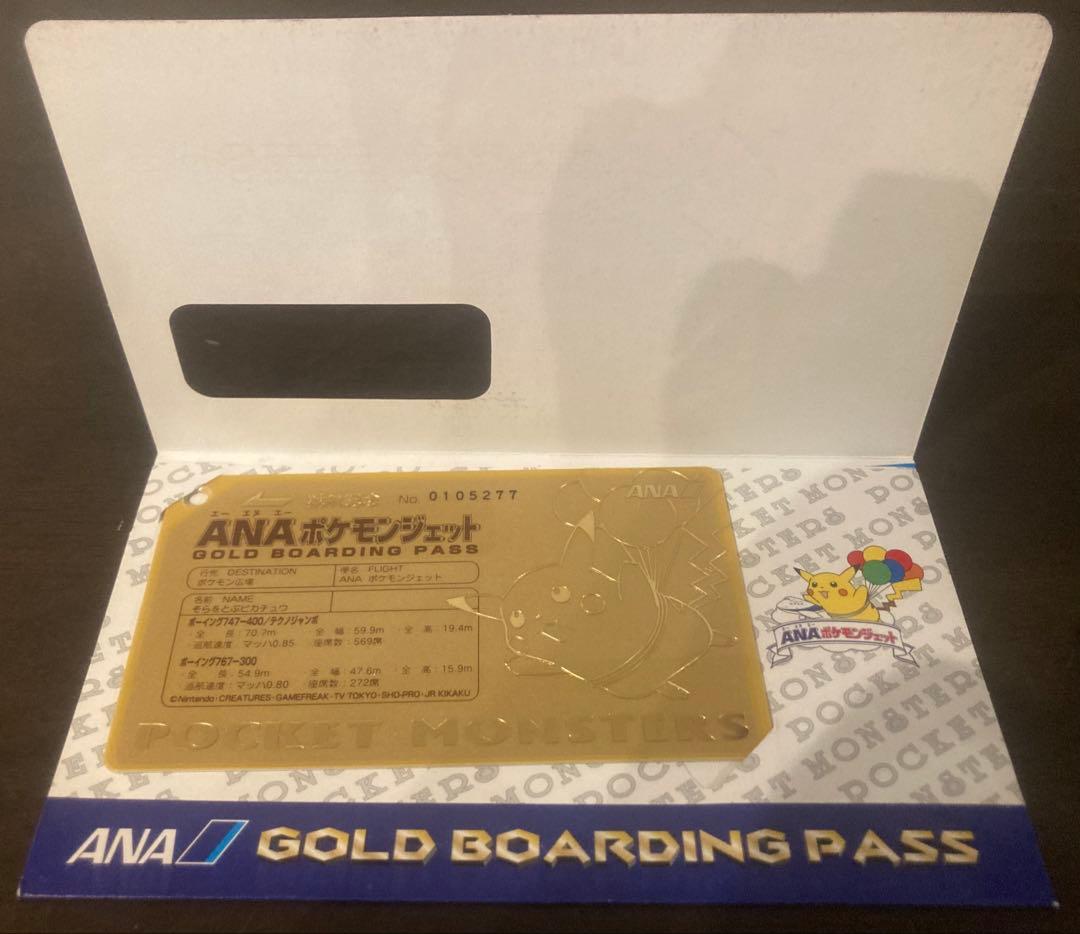 No. 0105277
ANA
エー エヌ エー
ANAポケモンジェット
GOLD BOARDING PASS
行先 DESTINATION
ポケモン広場
便名 FLIGHT
ANA ポケモンジェット
名前 NAME
そらをとぶピカチュウ
ボーイング747-400/テクノジャンボ
・全 長：70.7m ・全 幅：59.9m ・全 高：19.4m
・巡航速度：マッハ0.85 ・座席数：569席
ボーイング767-300
・全 長：54.9m ・全 幅：47.6m ・全 高：15.9m
・巡航速度：マッハ0.80 ・座席数：272席
©Nintendo・CREATURES・GAMEFREAK・TV TOKYO・SHO-PRO・JR KIKAKU
POCKET MONSTERS
ANAポケモンジェット
POCKET MONSTERS
POCKET MONSTERS
POCKET MONSTERS
ANA GOLD BOARDING PASS